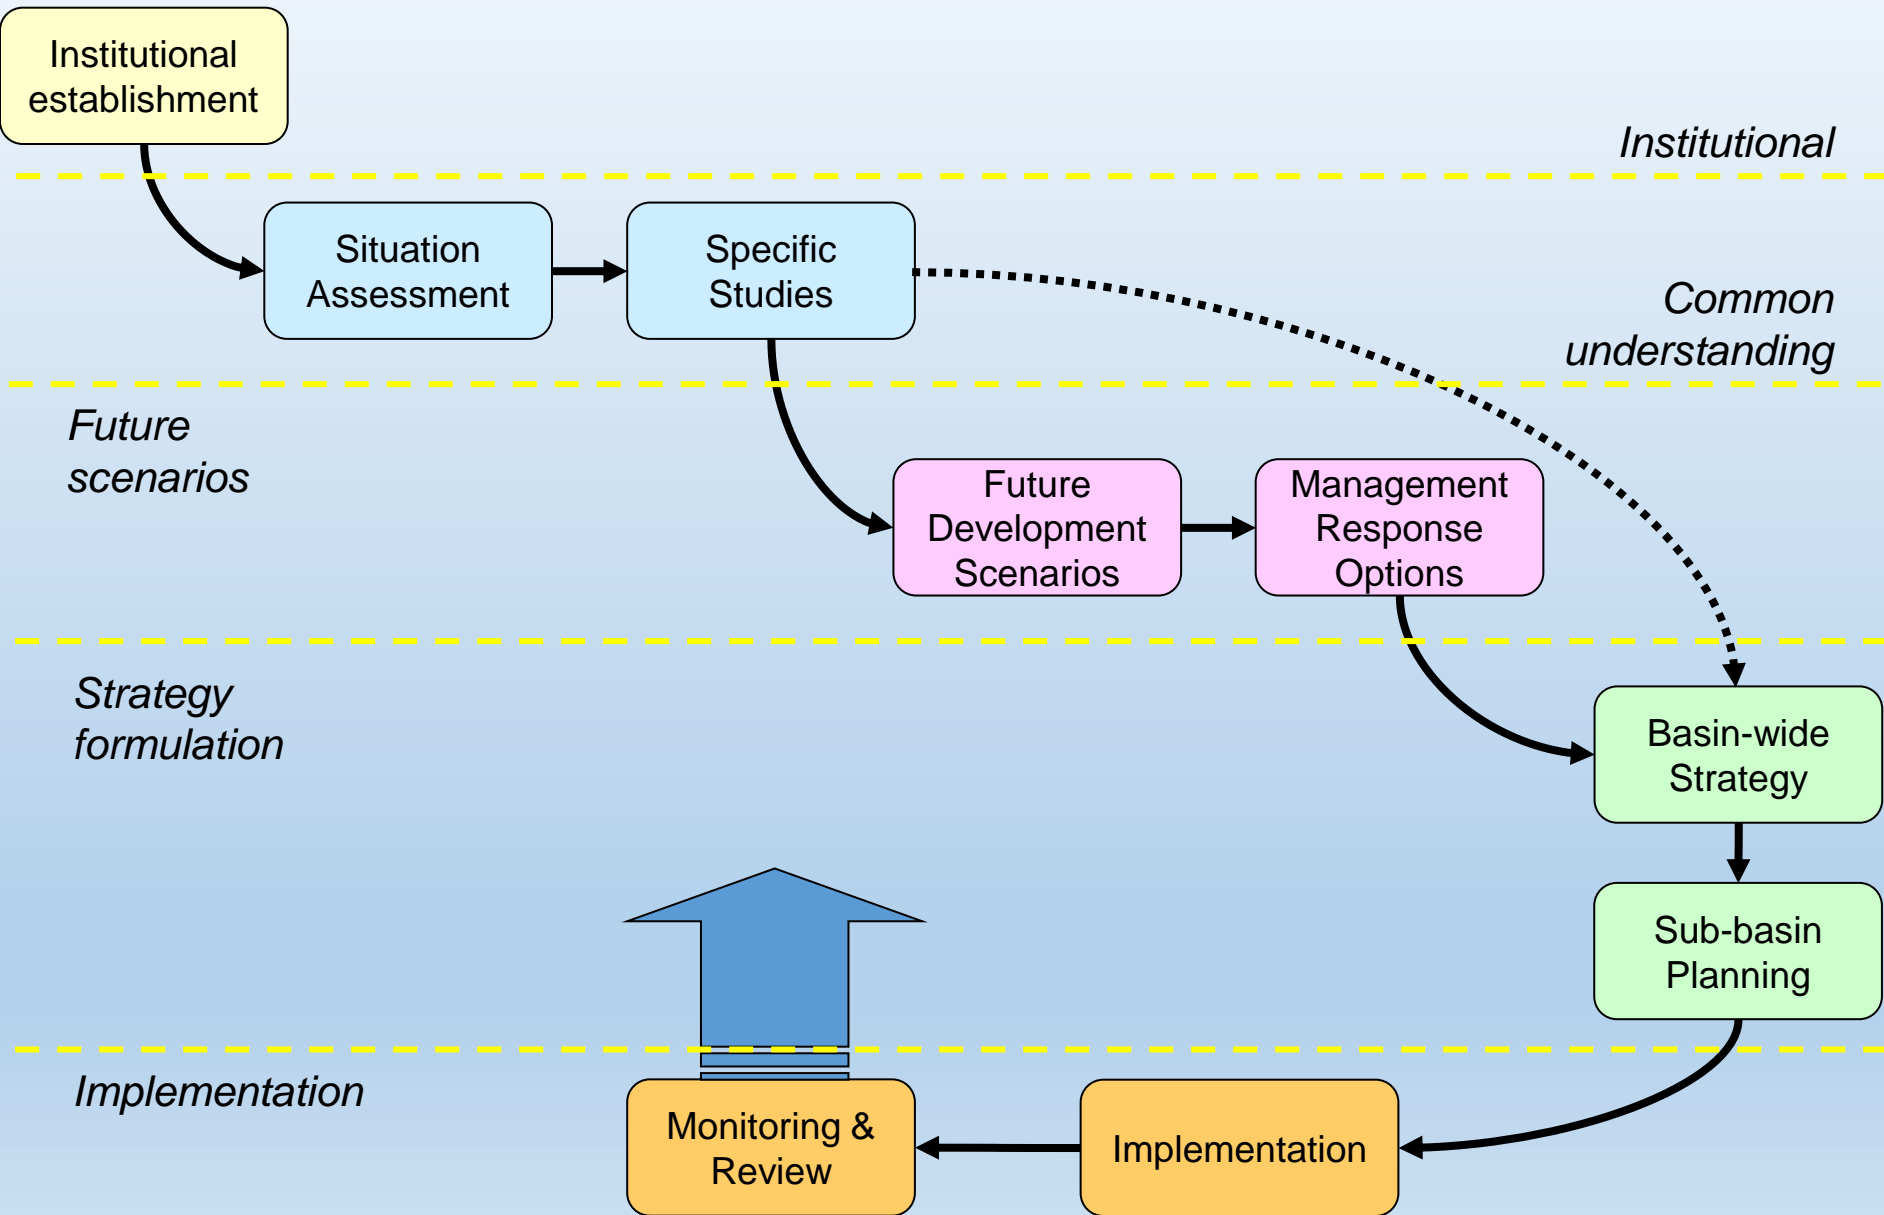 Institutional
establishment
Institutional
Situation
Assessment
Specific
Studies
Common
understanding
Future
scenarios
Future
Development
Scenarios
Management
Response
Options
Strategy
formulation
Basin-wide
Strategy
Sub-basin
Planning
Implementation
Monitoring &
Review
Implementation